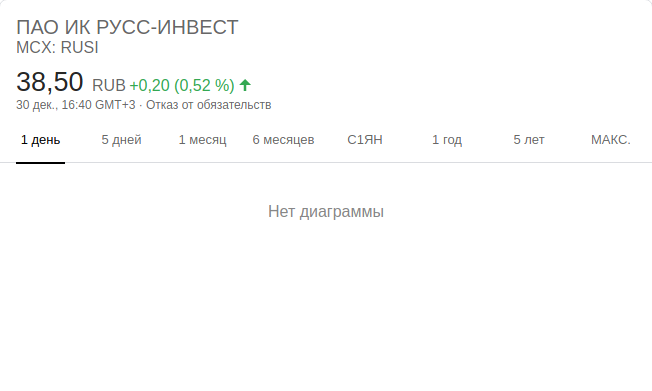 ПАО ИК РУСС-ИНВЕСТ
MCX: RUSI
38,50 RUB +0,20 (0,52 %)
30 дек., 16:40 GMT+3 · Отказ от обязательств
1 день 5 дней 1 месяц 6 месяцев С1ЯН 1 год 5 лет МАКС.
Нет диаграммы